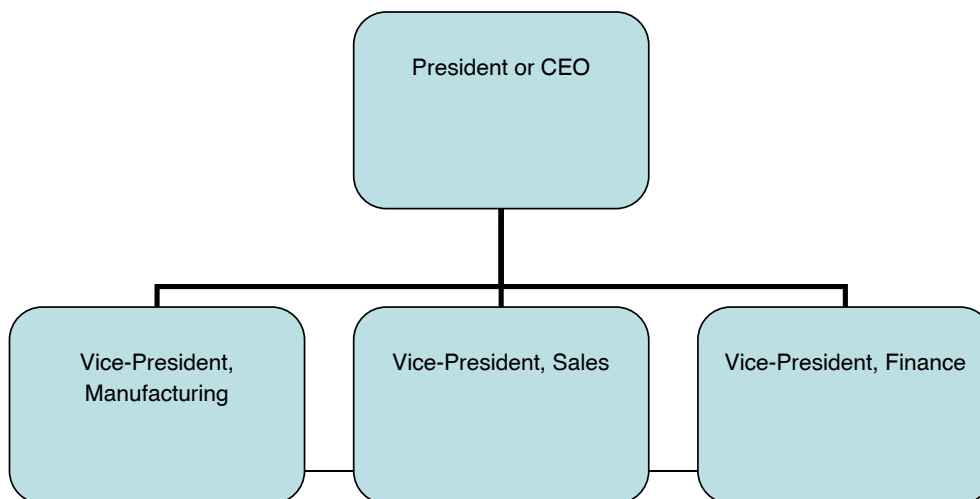 President or CEO
Vice-President,
Manufacturing
Vice-President, Sales
Vice-President, Finance